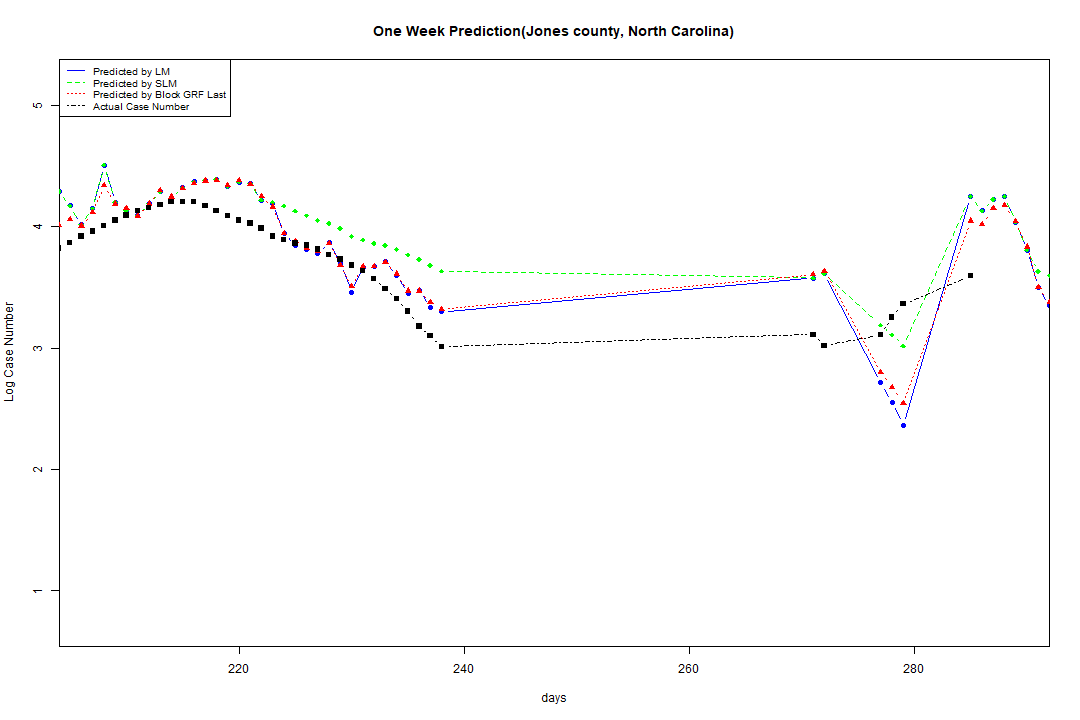 One Week Prediction(Jones county, North Carolina)
Predicted by LM
Predicted by SLM
Predicted by Block GRF Last
Actual Case Number
5
4
3
2
1
Log Case Number
220 240 260 280
days